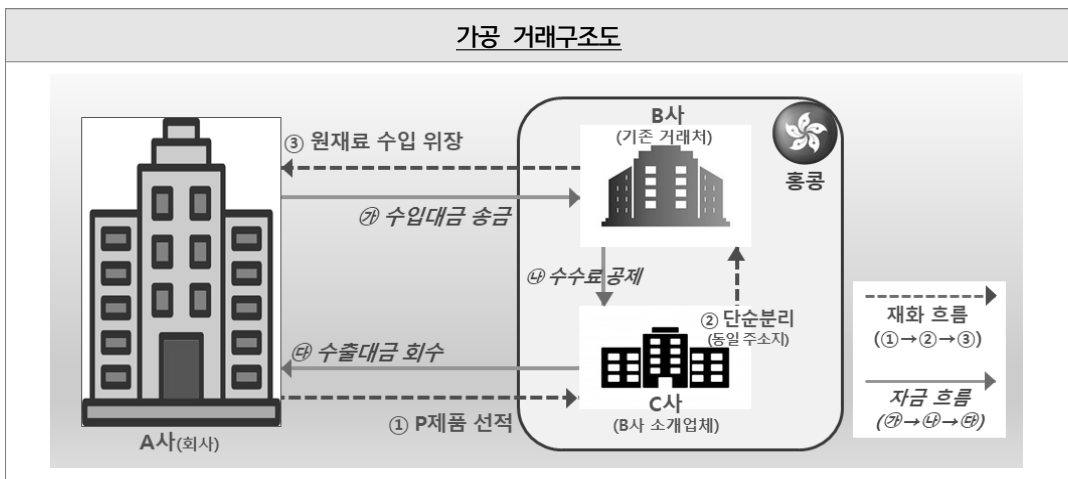 가공 거래구조도
B사
(기존 거래처)
홍콩
③ 원재료 수입 위장
㉮ 수입대금 송금
㉯ 수수료 공제
② 단순분리
(동일 주소지)
㉰ 수출대금 회수
① P제품 선적
C사
(B사 소개업체)
A사(회사)
재화 흐름
(①→②→③)
자금 흐름
(㉮→㉯→㉰)